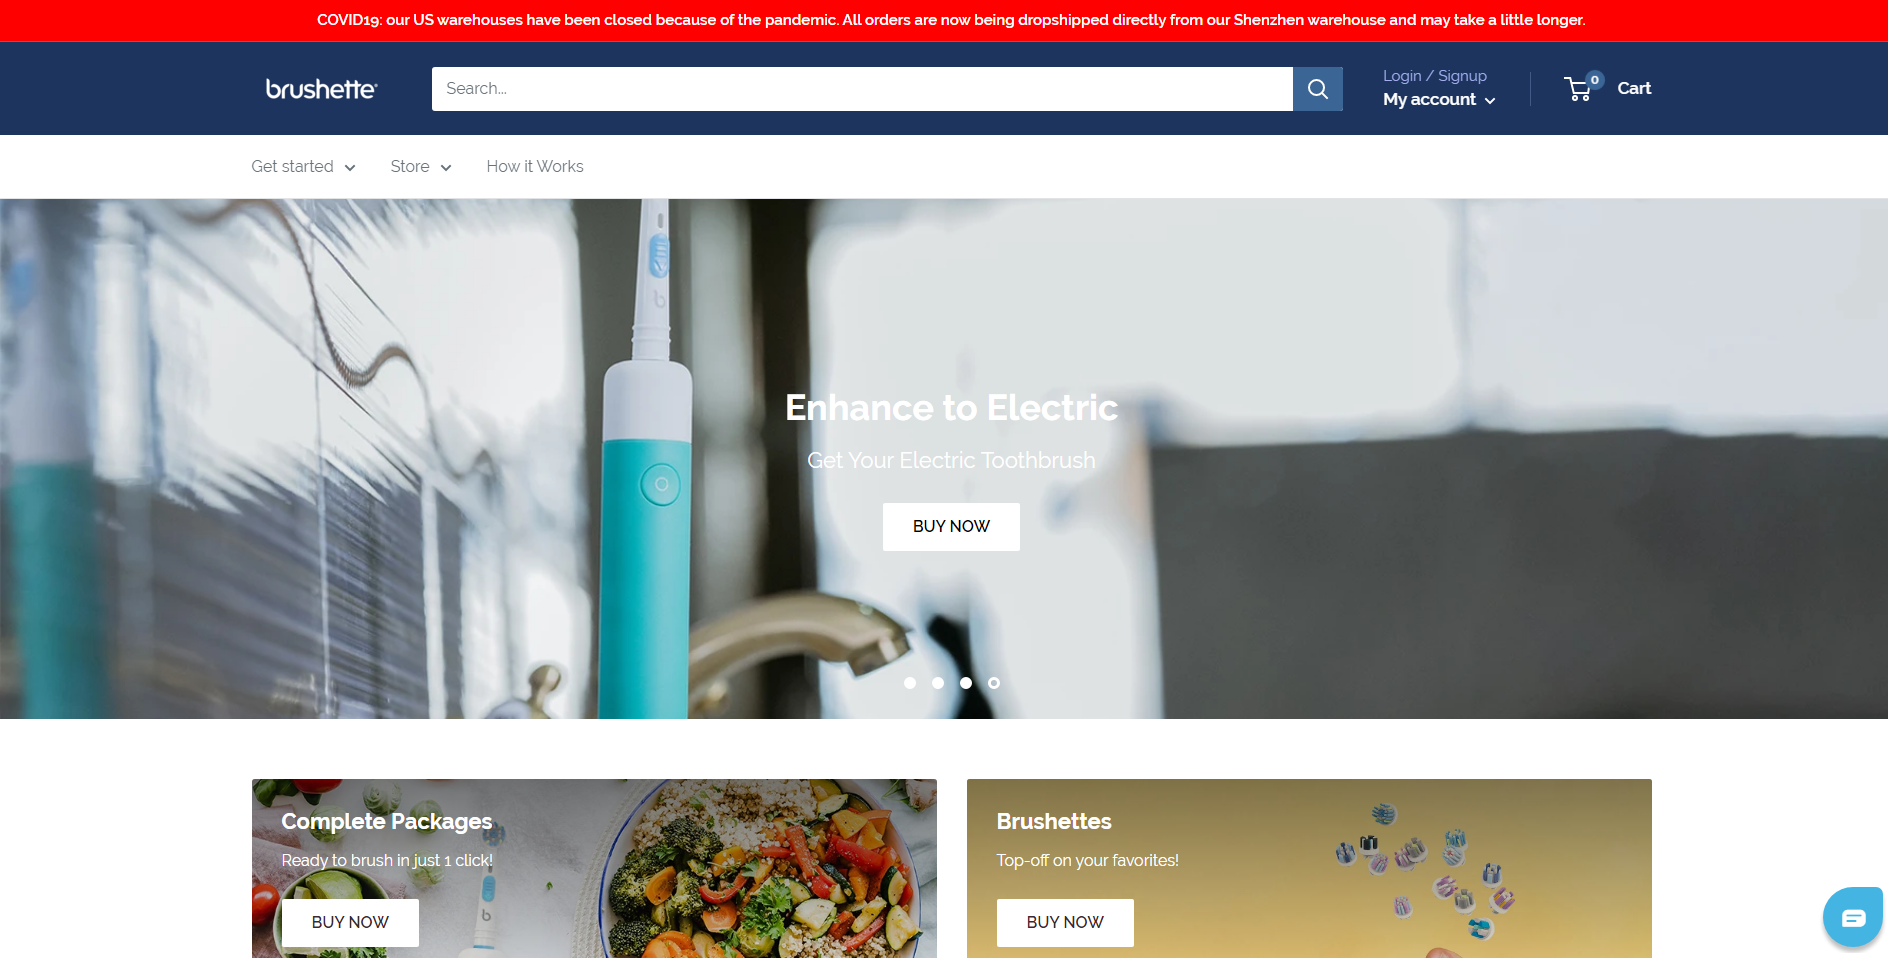 COVID19: our US warehouses have been closed because of the pandemic. All orders are now being dropshipped directly from our Shenzhen warehouse and may take a little longer.
brushette
Search...
Login / Signup
My account
0
Cart
Get started
Store
How it Works
b
Enhance to Electric
Get Your Electric Toothbrush
BUY NOW
Complete Packages
Ready to brush in just 1 click!
b
BUY NOW
Brushettes
Top-off on your favorites!
BUY NOW